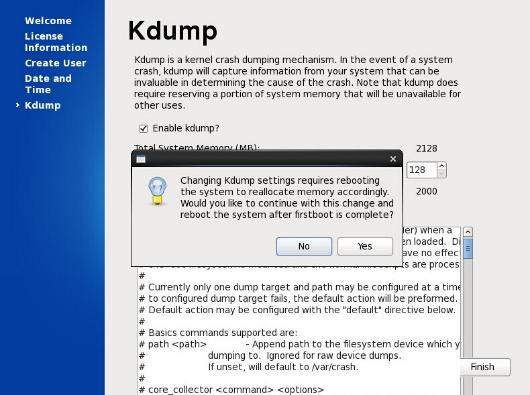 Welcome
License
Information
Create User
Date and
Time
Kdump
Kdump
Kdump is a kernel crash dumping mechanism. In the event of a system
crash, kdump will capture information from your system that can be
invaluable in determining the cause of the crash. Note that kdump
does require reserving a portion of system memory that will be unavailable for
other uses.
Enable kdump?
Total System Memory (MB): 2128
128
2000
Changing Kdump settings requires rebooting
the system to reallocate memory accordingly.
Would you like to continue with this change and
reboot the system after firstboot is complete?
No Yes
when a
en loaded.
ave no effec
are proces
#
# Currently only one dump target and path may be configured at a time
# to configured dump target fails, the default action will be preformed.
# Default action may be configured with the "default" directive below.
#
# Basics commands supported are:
# path <path> - Append path to the filesystem device which y
# dumping to. Ignored for raw device dumps.
# If unset, will default to /var/crash.
#
# core_collector <command> <options>
Finish